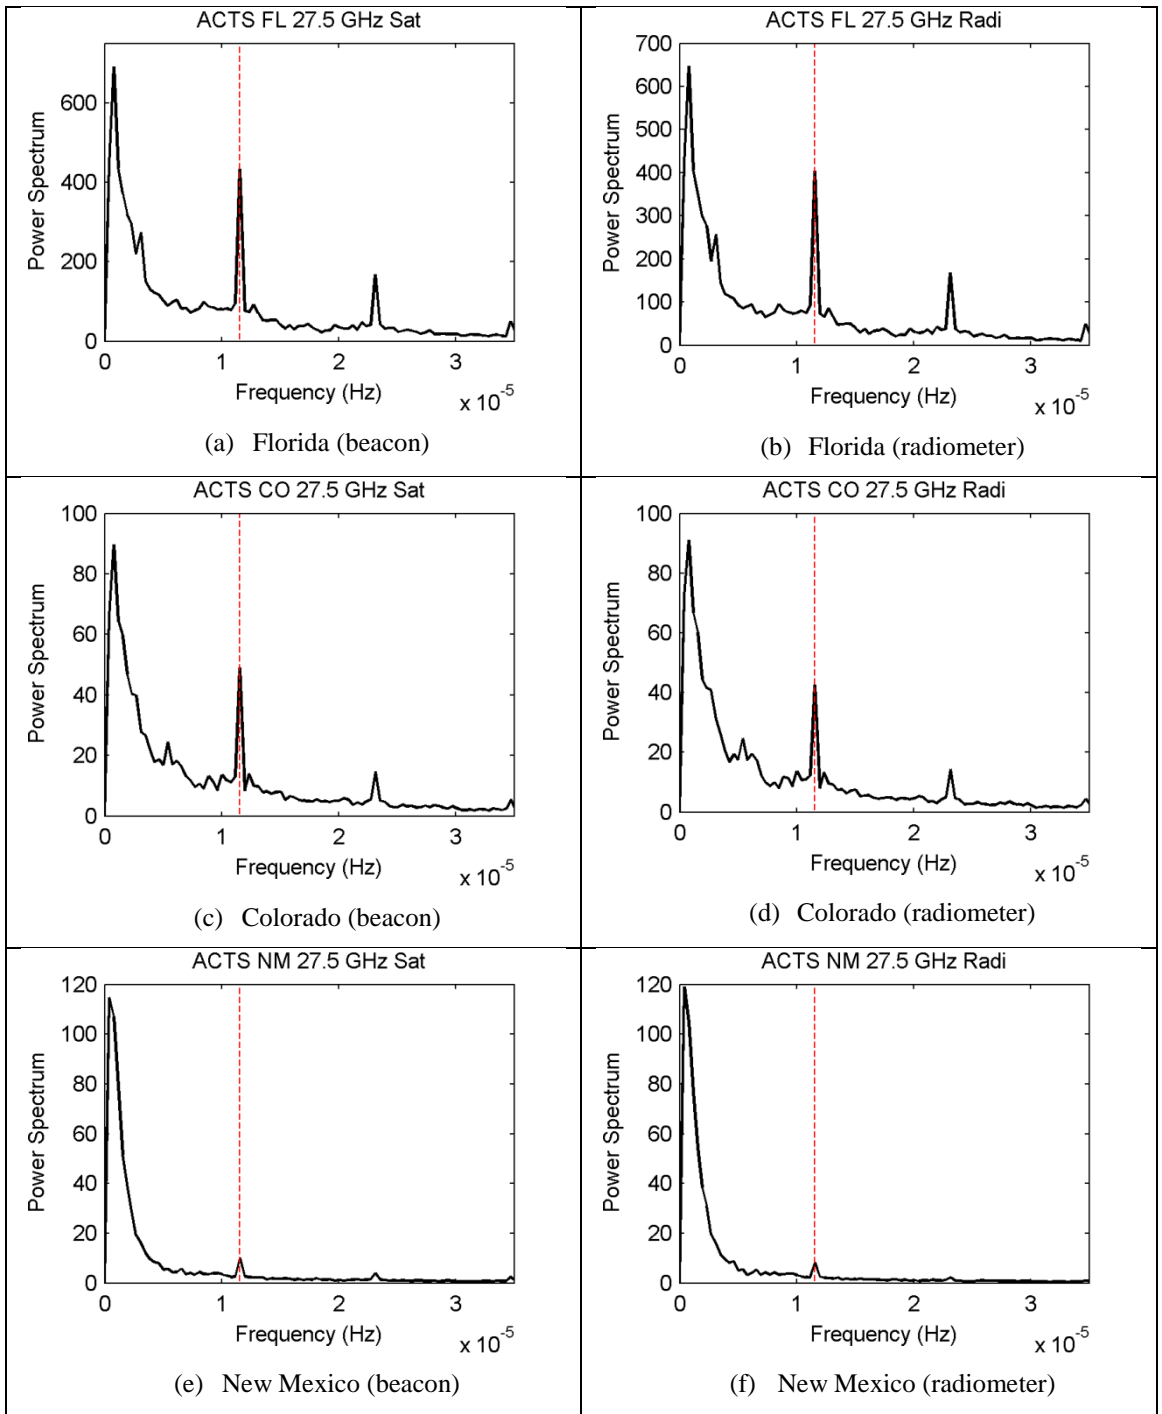 ACTS FL 27.5 GHz Sat
600
400
200
0
Power Spectrum
0 1 2 3
Frequency (Hz)
x 10-5
(a) Florida (beacon)
ACTS FL 27.5 GHz Radi
700
600
500
400
300
200
100
0
Power Spectrum
0 1 2 3
Frequency (Hz)
x 10-5
(b) Florida (radiometer)
ACTS CO 27.5 GHz Sat
100
80
60
40
20
0
Power Spectrum
0 1 2 3
Frequency (Hz)
x 10-5
(c) Colorado (beacon)
ACTS CO 27.5 GHz Radi
100
80
60
40
20
0
Power Spectrum
0 1 2 3
Frequency (Hz)
x 10-5
(d) Colorado (radiometer)
ACTS NM 27.5 GHz Sat
120
100
80
60
40
20
0
Power Spectrum
0 1 2 3
Frequency (Hz)
x 10-5
(e) New Mexico (beacon)
ACTS NM 27.5 GHz Radi
120
100
80
60
40
20
0
Power Spectrum
0 1 2 3
Frequency (Hz)
x 10-5
(f) New Mexico (radiometer)